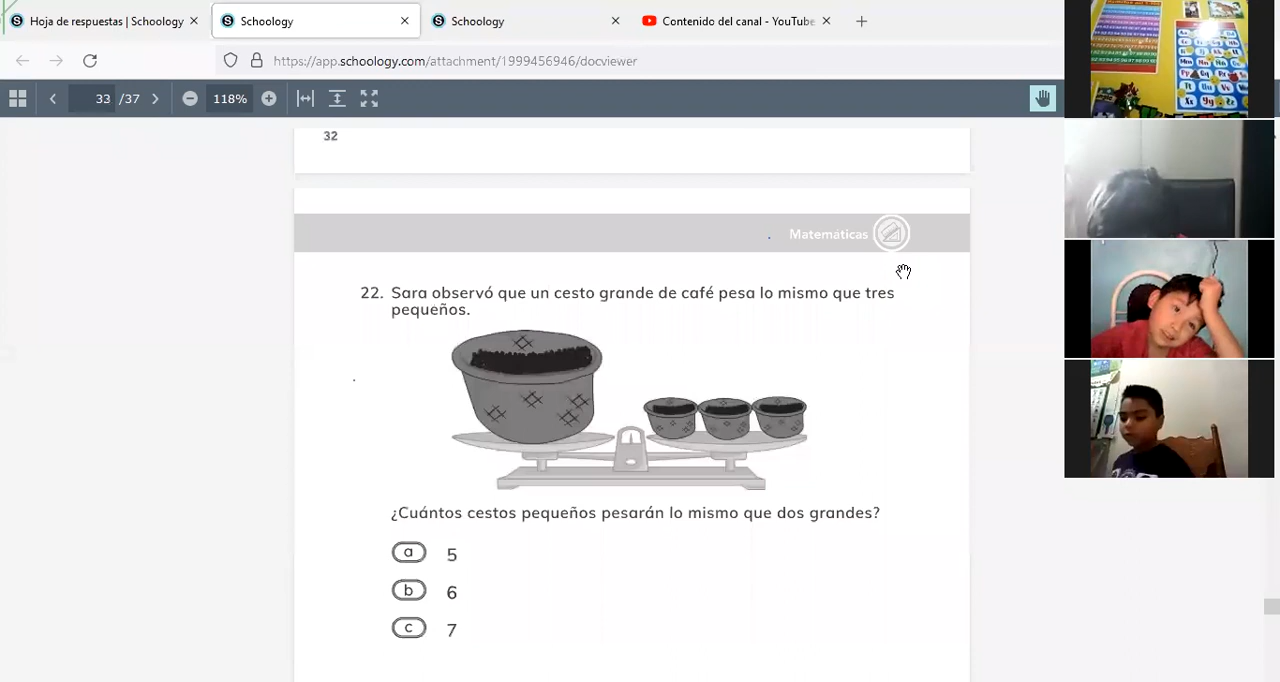 Hoja de respuestas | Schoology
Schoology
Schoology
Contenido del canal - YouTube
https://app.schoology.com/attachment/1999456946/docviewer
33 /37
118%
32
Matemáticas
22. Sara observó que un cesto grande de café pesa lo mismo que tres
pequeños.
¿Cuántos cestos pequeños pesarán lo mismo que dos grandes?
a 5
b 6
c 7